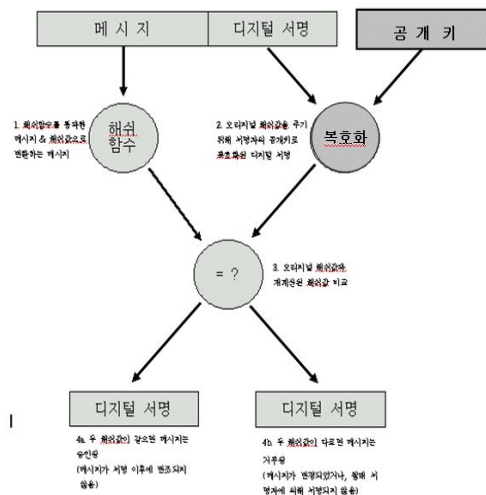 메 시 지
디지털 서명
공 개 키
1. 해쉬함수를 통과한
메시지 & 해쉬값으로
변환하는 메시지
해쉬
함수
2. 오리지널 해쉬값을 주기
위해 서명자의 공개키로
복호화된 디지털 서명
복호화
= ?
3. 오리지널 해쉬값과
재계산된 해쉬값 비교
디지털 서명
4a. 두 해쉬값이 같으면 메시지는
승인됨
(메시지가 서명 이후에 변조되지
않음)
디지털 서명
4b. 두 해쉬값이 다르면 메시지는
거부됨
(메시지가 변경되었거나, 서
명자에 의해 서명되지 않음)